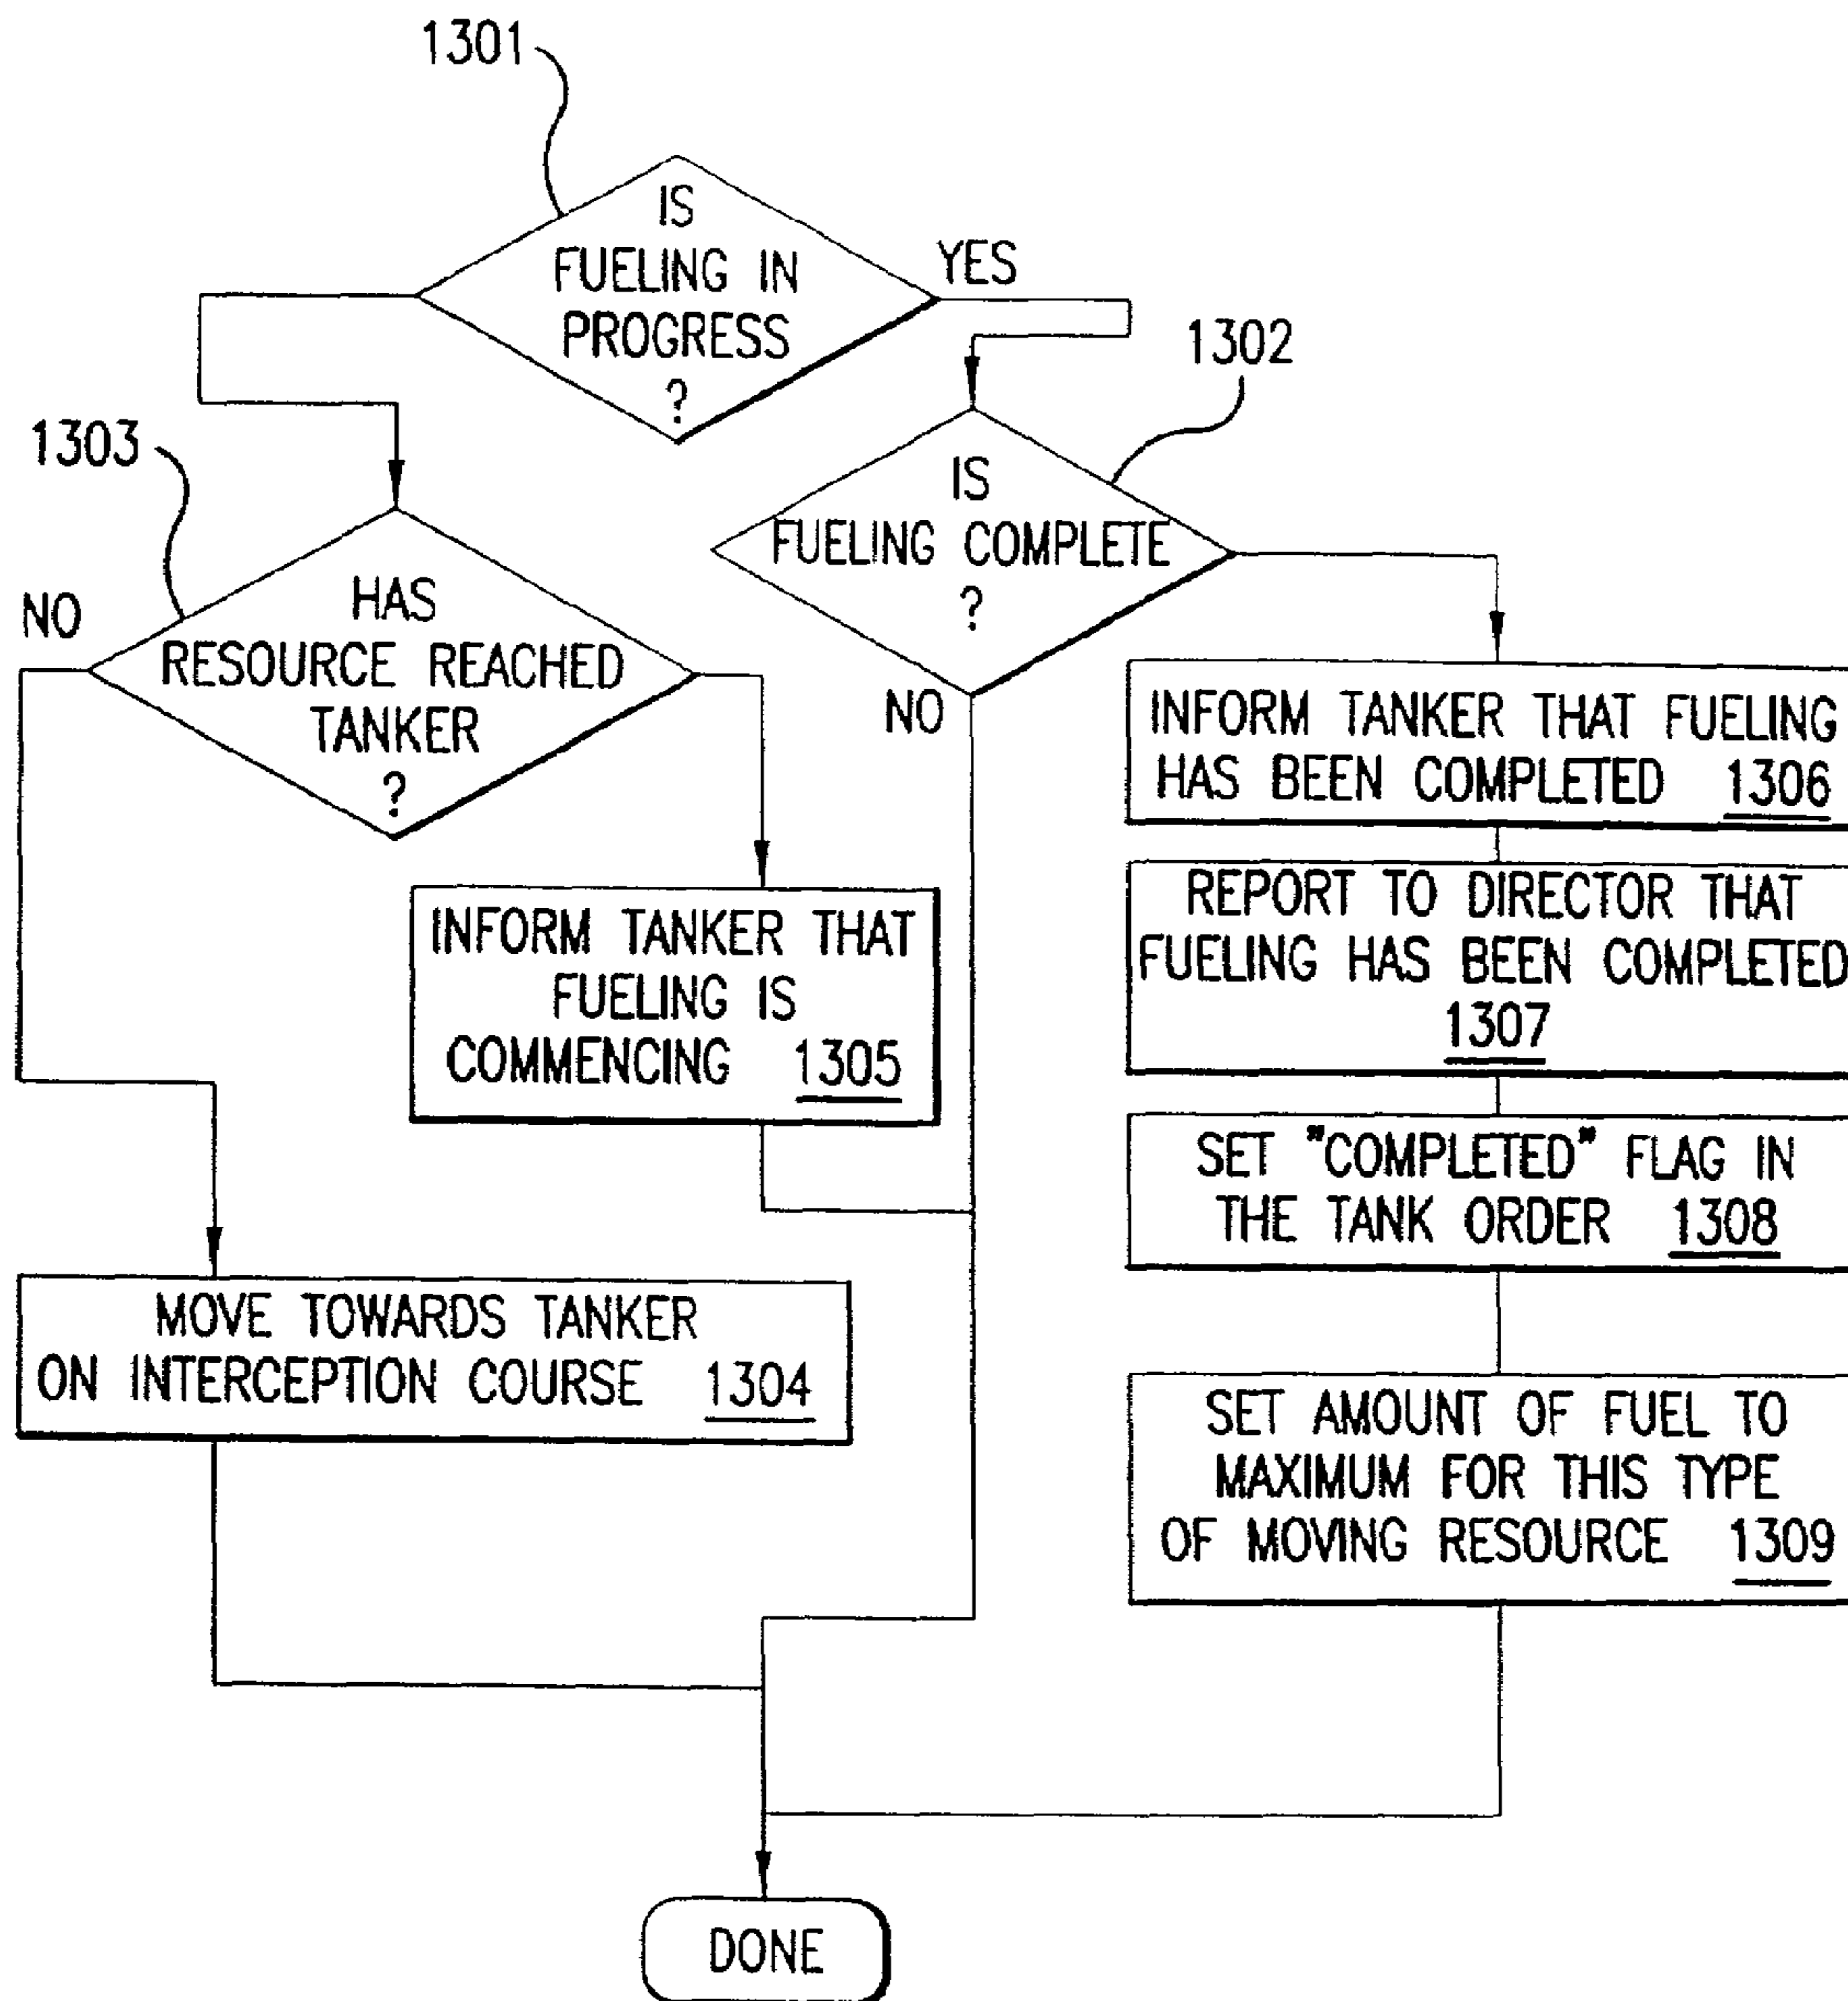 1301
IS
FUELING IN
PROGRESS
?
YES
1302
1303
IS
FUELING COMPLETE
?
NO
NO
HAS
RESOURCE REACHED
TANKER
?
INFORM TANKER THAT FUELING
HAS BEEN COMPLETED 1306
REPORT TO DIRECTOR THAT
FUELING HAS BEEN COMPLETED
1307
INFORM TANKER THAT
FUELING IS
COMMENCING 1305
SET "COMPLETED" FLAG IN
THE TANK ORDER 1308
MOVE TOWARDS TANKER
ON INTERCEPTION COURSE 1304
SET AMOUNT OF FUEL TO
MAXIMUM FOR THIS TYPE
OF MOVING RESOURCE 1309
DONE